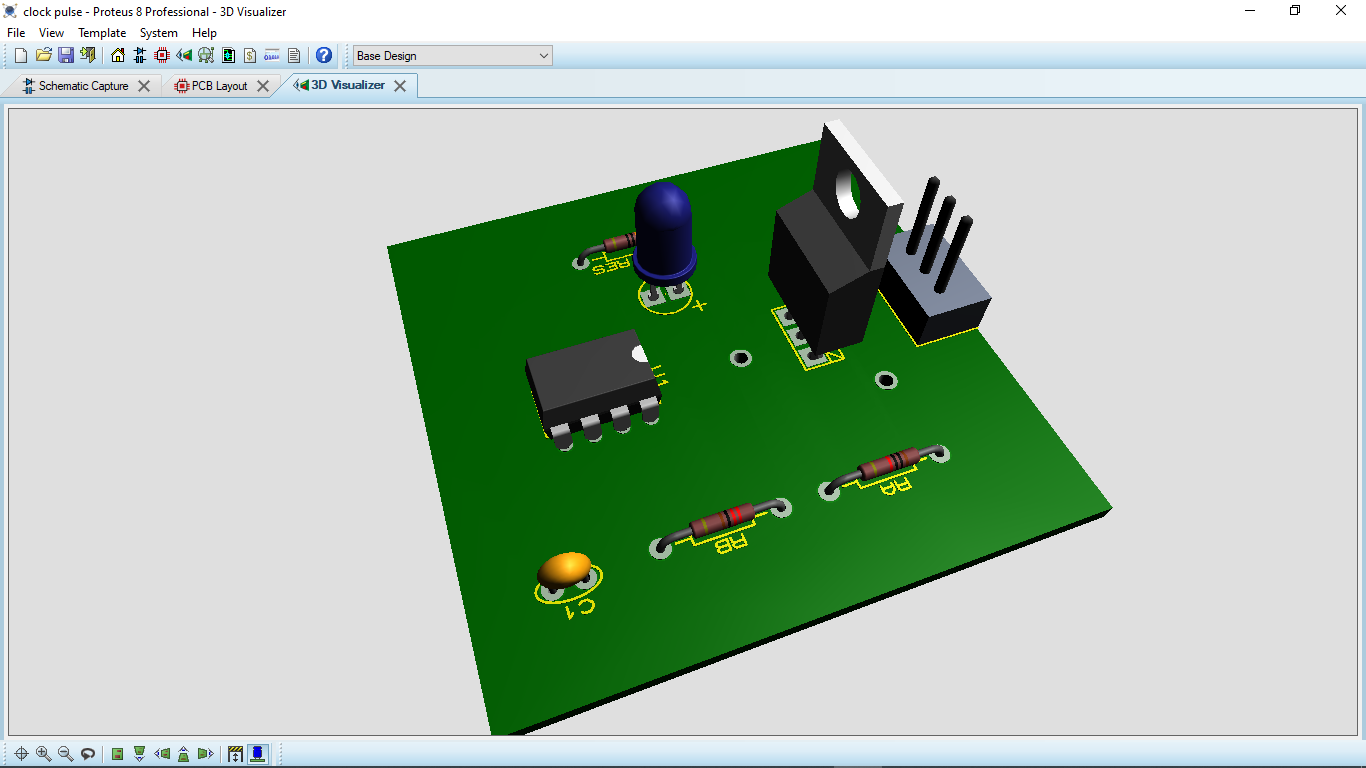 clock pulse - Proteus 8 Professional - 3D Visualizer
File View Template System Help
Base Design
Schematic Capture PCB Layout 3D Visualizer
RES
+
U1
RA
RB
C1